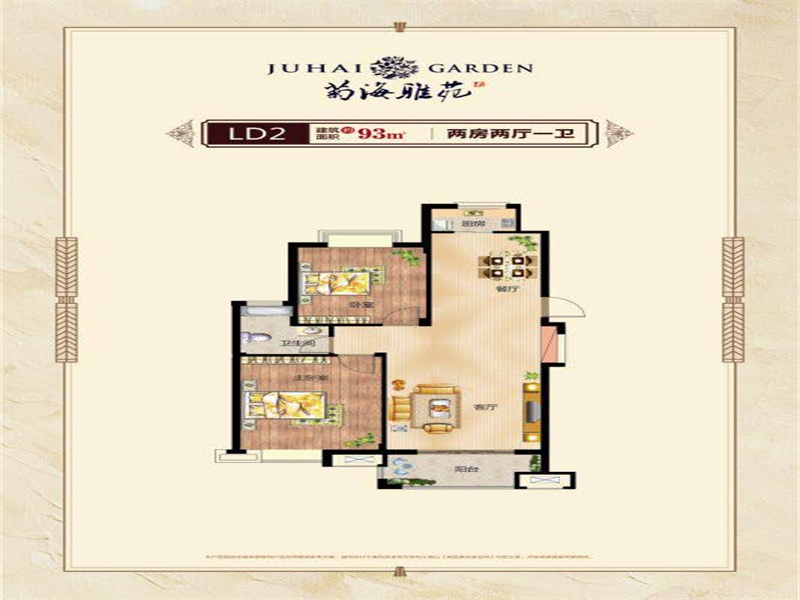 JUHAI GARDEN
菊海雅苑
LD2 建筑面积约93㎡ 两房两厅一卫
厨房
餐厅
卧室
卫生间
主卧室
客厅
阳台